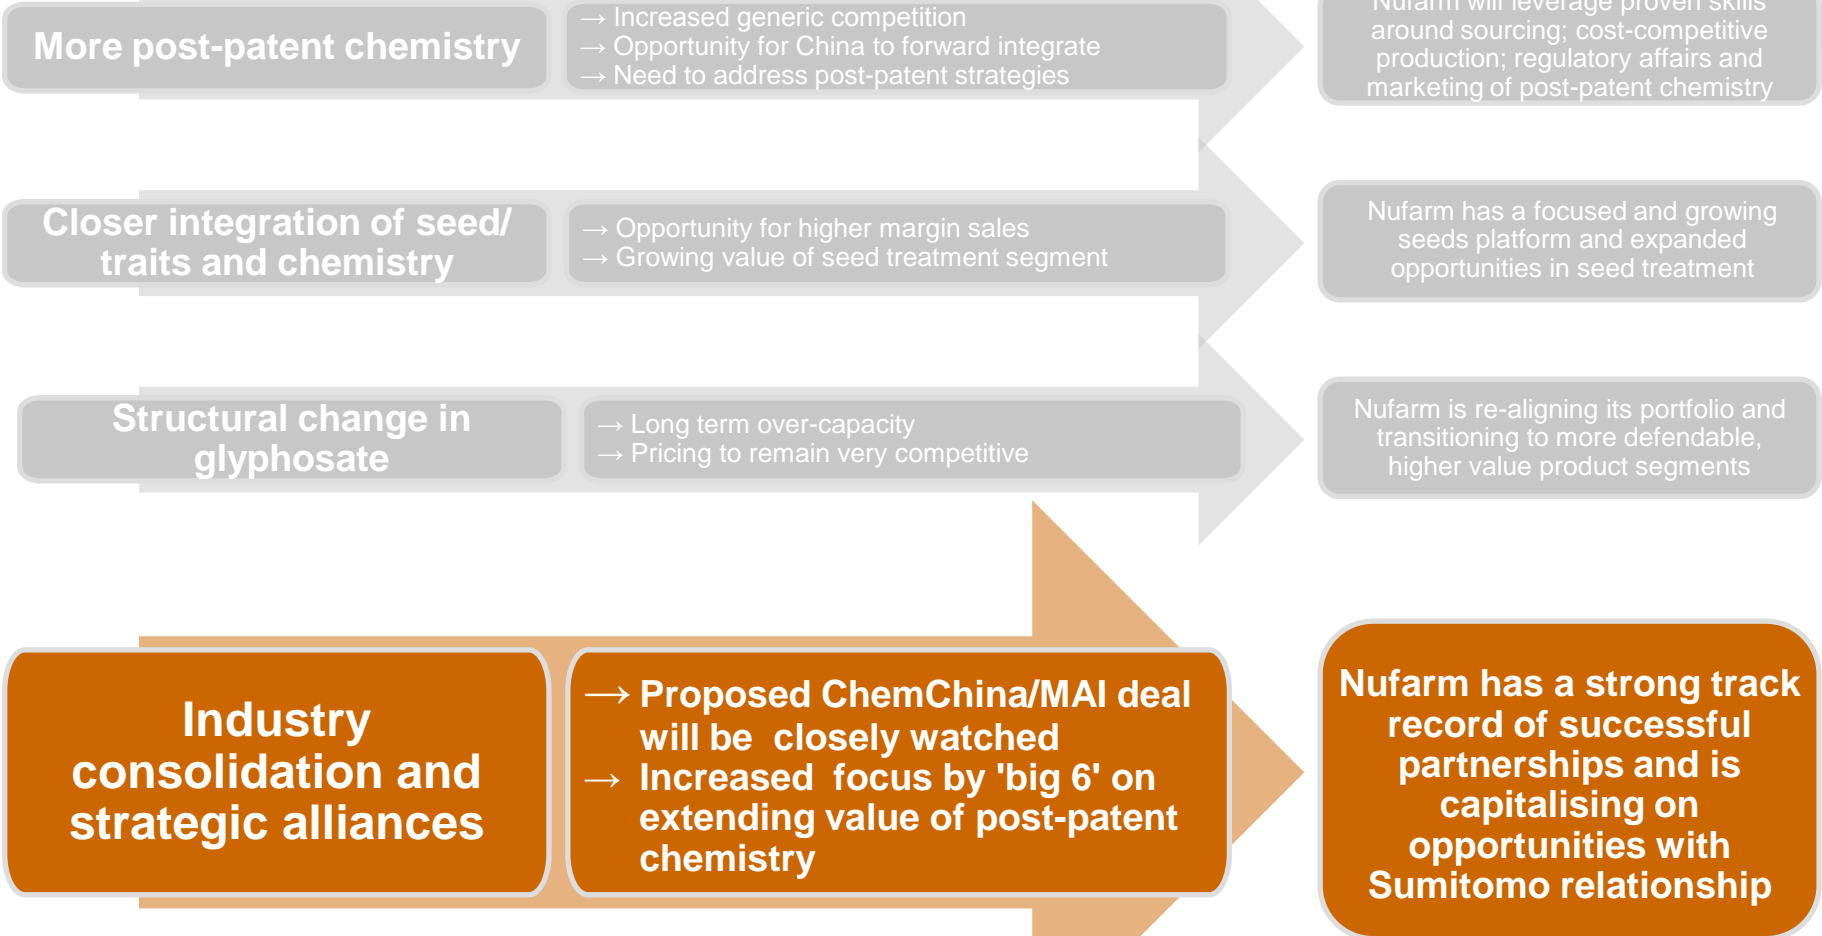 More post-patent chemistry
→ Increased generic competition
→ Opportunity for China to forward integrate
→ Need to address post-patent strategies
Nufarm will leverage proven skills
around sourcing; cost-competitive
production; regulatory affairs and
marketing of post-patent chemistry
Closer integration of seed/
traits and chemistry
→ Opportunity for higher margin sales
→ Growing value of seed treatment segment
Nufarm has a focused and growing
seeds platform and expanded
opportunities in seed treatment
Structural change in
glyphosate
→ Long term over-capacity
→ Pricing to remain very competitive
Nufarm is re-aligning its portfolio and
transitioning to more defendable,
higher value product segments
Industry
consolidation and
strategic alliances
→ Proposed ChemChina/MAI deal
will be closely watched
→ Increased focus by 'big 6' on
extending value of post-patent
chemistry
Nufarm has a strong track
record of successful
partnerships and is
capitalising on
opportunities with
Sumitomo relationship